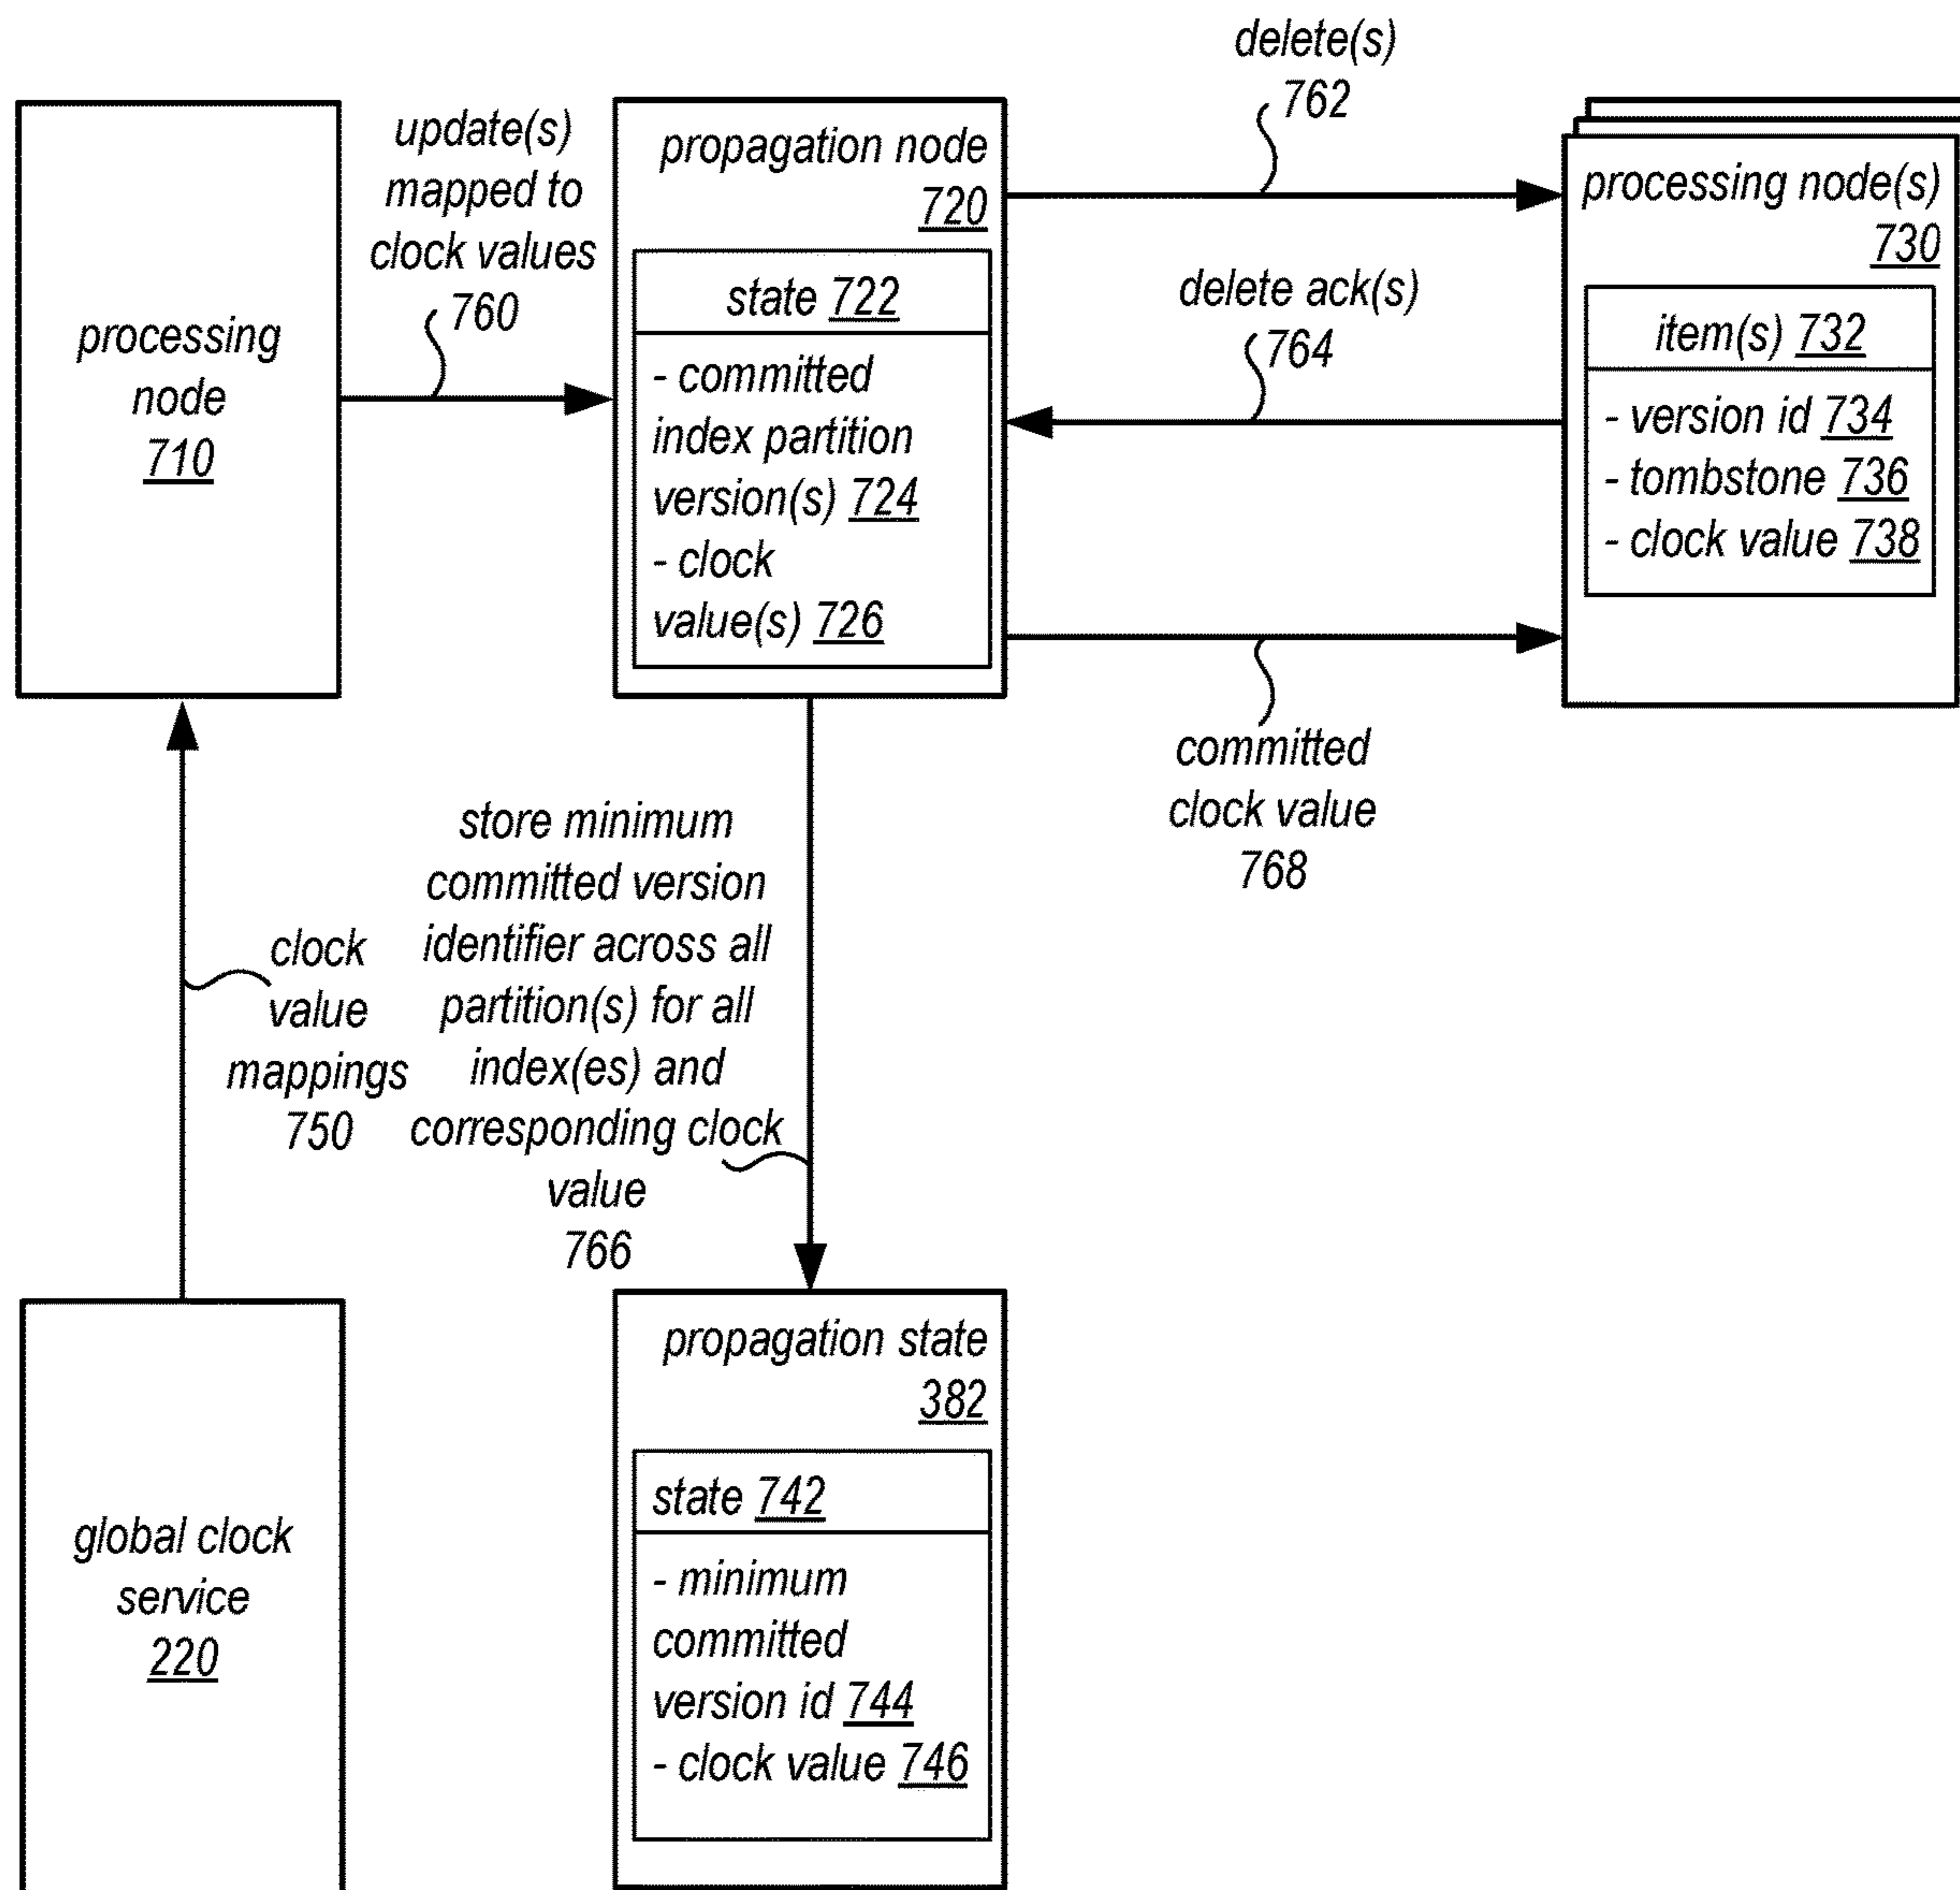 delete(s)
762
update(s)
mapped to
clock values
760
propagation node
720
processing node(s)
730
processing
node
710
state 722
- committed
index partition
version(s) 724
- clock
value(s) 726
delete ack(s)
764
item(s) 732
- version id 734
- tombstone 736
- clock value 738
committed
clock value
768
clock
value
mappings
750
store minimum
committed version
identifier across all
partition(s) for all
index(es) and
corresponding clock
value
766
global clock
service
220
propagation state
382
state 742
- minimum
committed
version id 744
- clock value 746